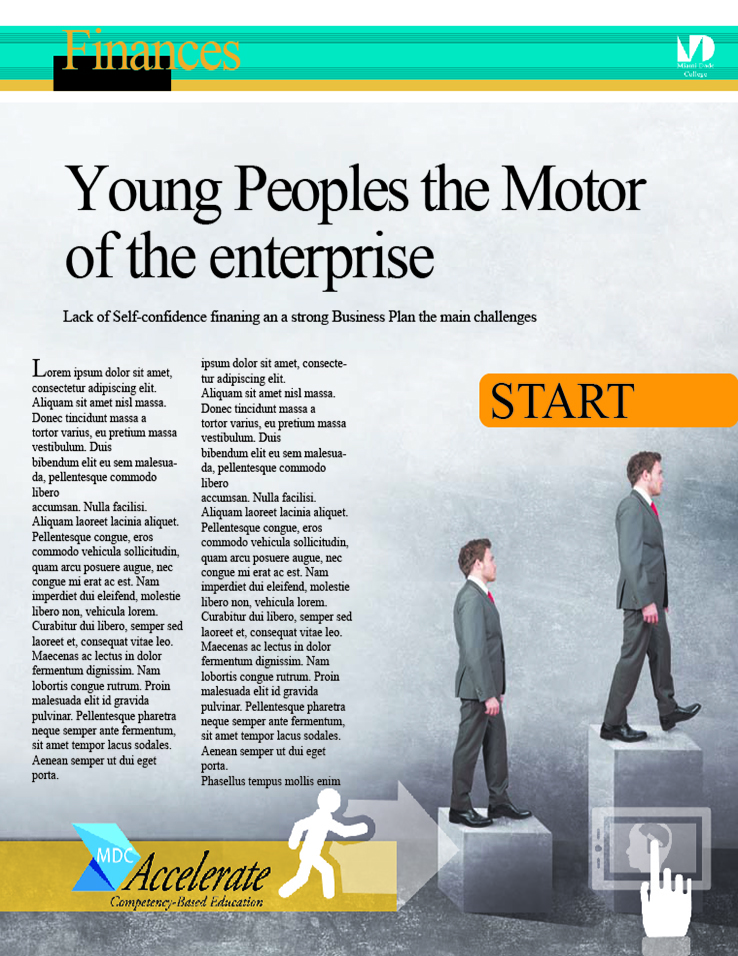 Finances
Miami Dade
College
Young Peoples the Motor
of the enterprise
Lack of Self-confidence finaning an a strong Business Plan the main challenges
Lorem ipsum dolor sit amet,
consectetur adipiscing elit.
Aliquam sit amet nisl massa.
Donec tincidunt massa a
tortor varius, eu pretium massa
vestibulum. Duis
bibendum elit eu sem malesua-
da, pellentesque commodo
libero
accumsan. Nulla facilisi.
Aliquam laoreet lacinia aliquet.
Pellentesque congue, eros
commodo vehicula sollicitudin,
quam arcu posuere augue, nec
congue mi erat ac est. Nam
imperdiet dui eleifend, molestie
libero non, vehicula lorem.
Curabitur dui libero, semper sed
laoreet et, consequat vitae leo.
Maecenas ac lectus in dolor
fermentum dignissim. Nam
lobortis congue rutrum. Proin
malesuada elit id gravida
pulvinar. Pellentesque pharetra
neque semper ante fermentum,
sit amet tempor lacus sodales.
Aenean semper ut dui eget
porta.
ipsum dolor sit amet, consecte-
tur adipiscing elit.
Aliquam sit amet nisl massa.
Donec tincidunt massa a
tortor varius, eu pretium massa
vestibulum. Duis
bibendum elit eu sem malesua-
da, pellentesque commodo
libero
accumsan. Nulla facilisi.
Aliquam laoreet lacinia aliquet.
Pellentesque congue, eros
commodo vehicula sollicitudin,
quam arcu posuere augue, nec
congue mi erat ac est. Nam
imperdiet dui eleifend, molestie
libero non, vehicula lorem.
Curabitur dui libero, semper sed
laoreet et, consequat vitae leo.
Maecenas ac lectus in dolor
fermentum dignissim. Nam
lobortis congue rutrum. Proin
malesuada elit id gravida
pulvinar. Pellentesque pharetra
neque semper ante fermentum,
sit amet tempor lacus sodales.
Aenean semper ut dui eget
porta.
Phasellus tempus mollis enim
START
MDC
Accelerate
Competency-Based Education